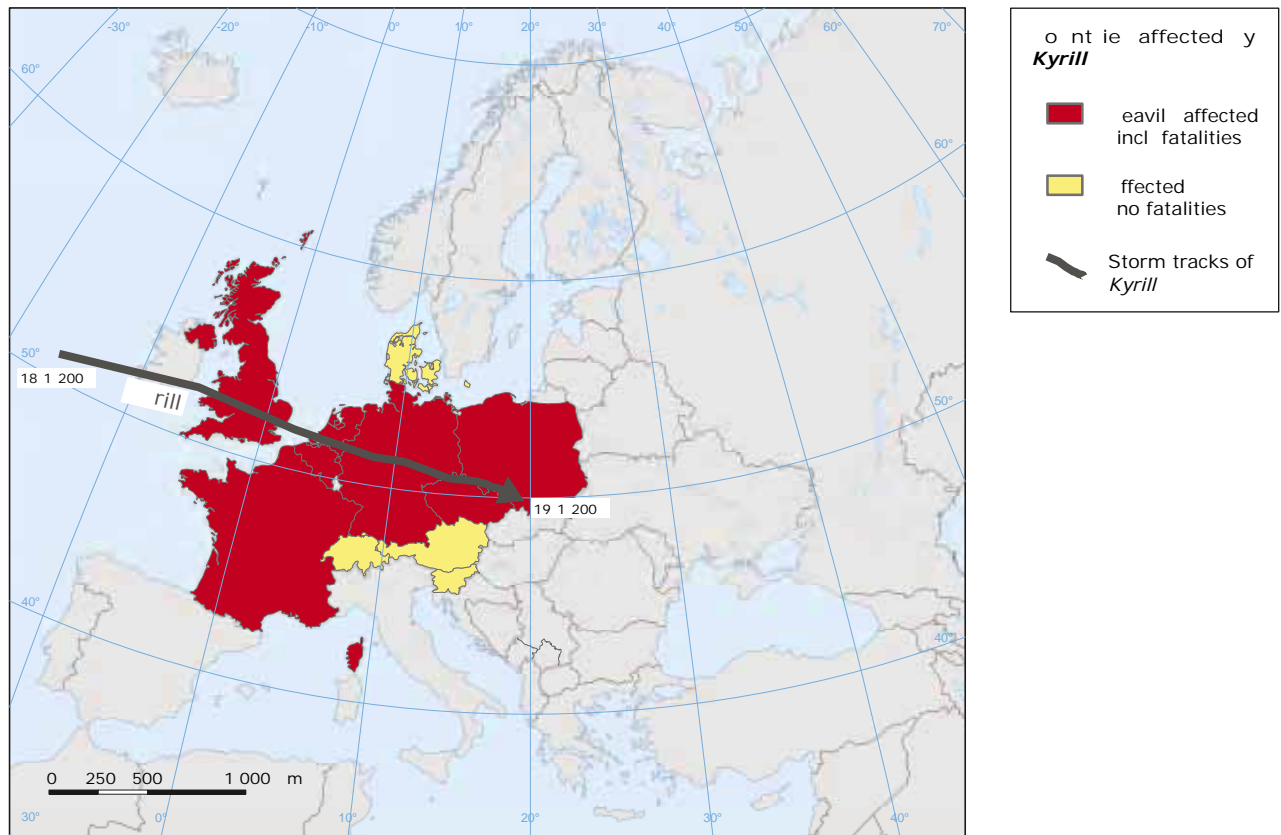 -30°
-20°
-10°
0°
10°
20°
30°
40°
50°
60°
70°
60°
60°
50°
50°
40°
40°
30°
0°
10°
20°
30°
40°
18 1 200
rill
19 1 200
0 250 500 1 000 m
o nt ie affected y
Kyrill
eavil affected
incl fatalities
ffected
no fatalities
Storm tracks of
Kyrill